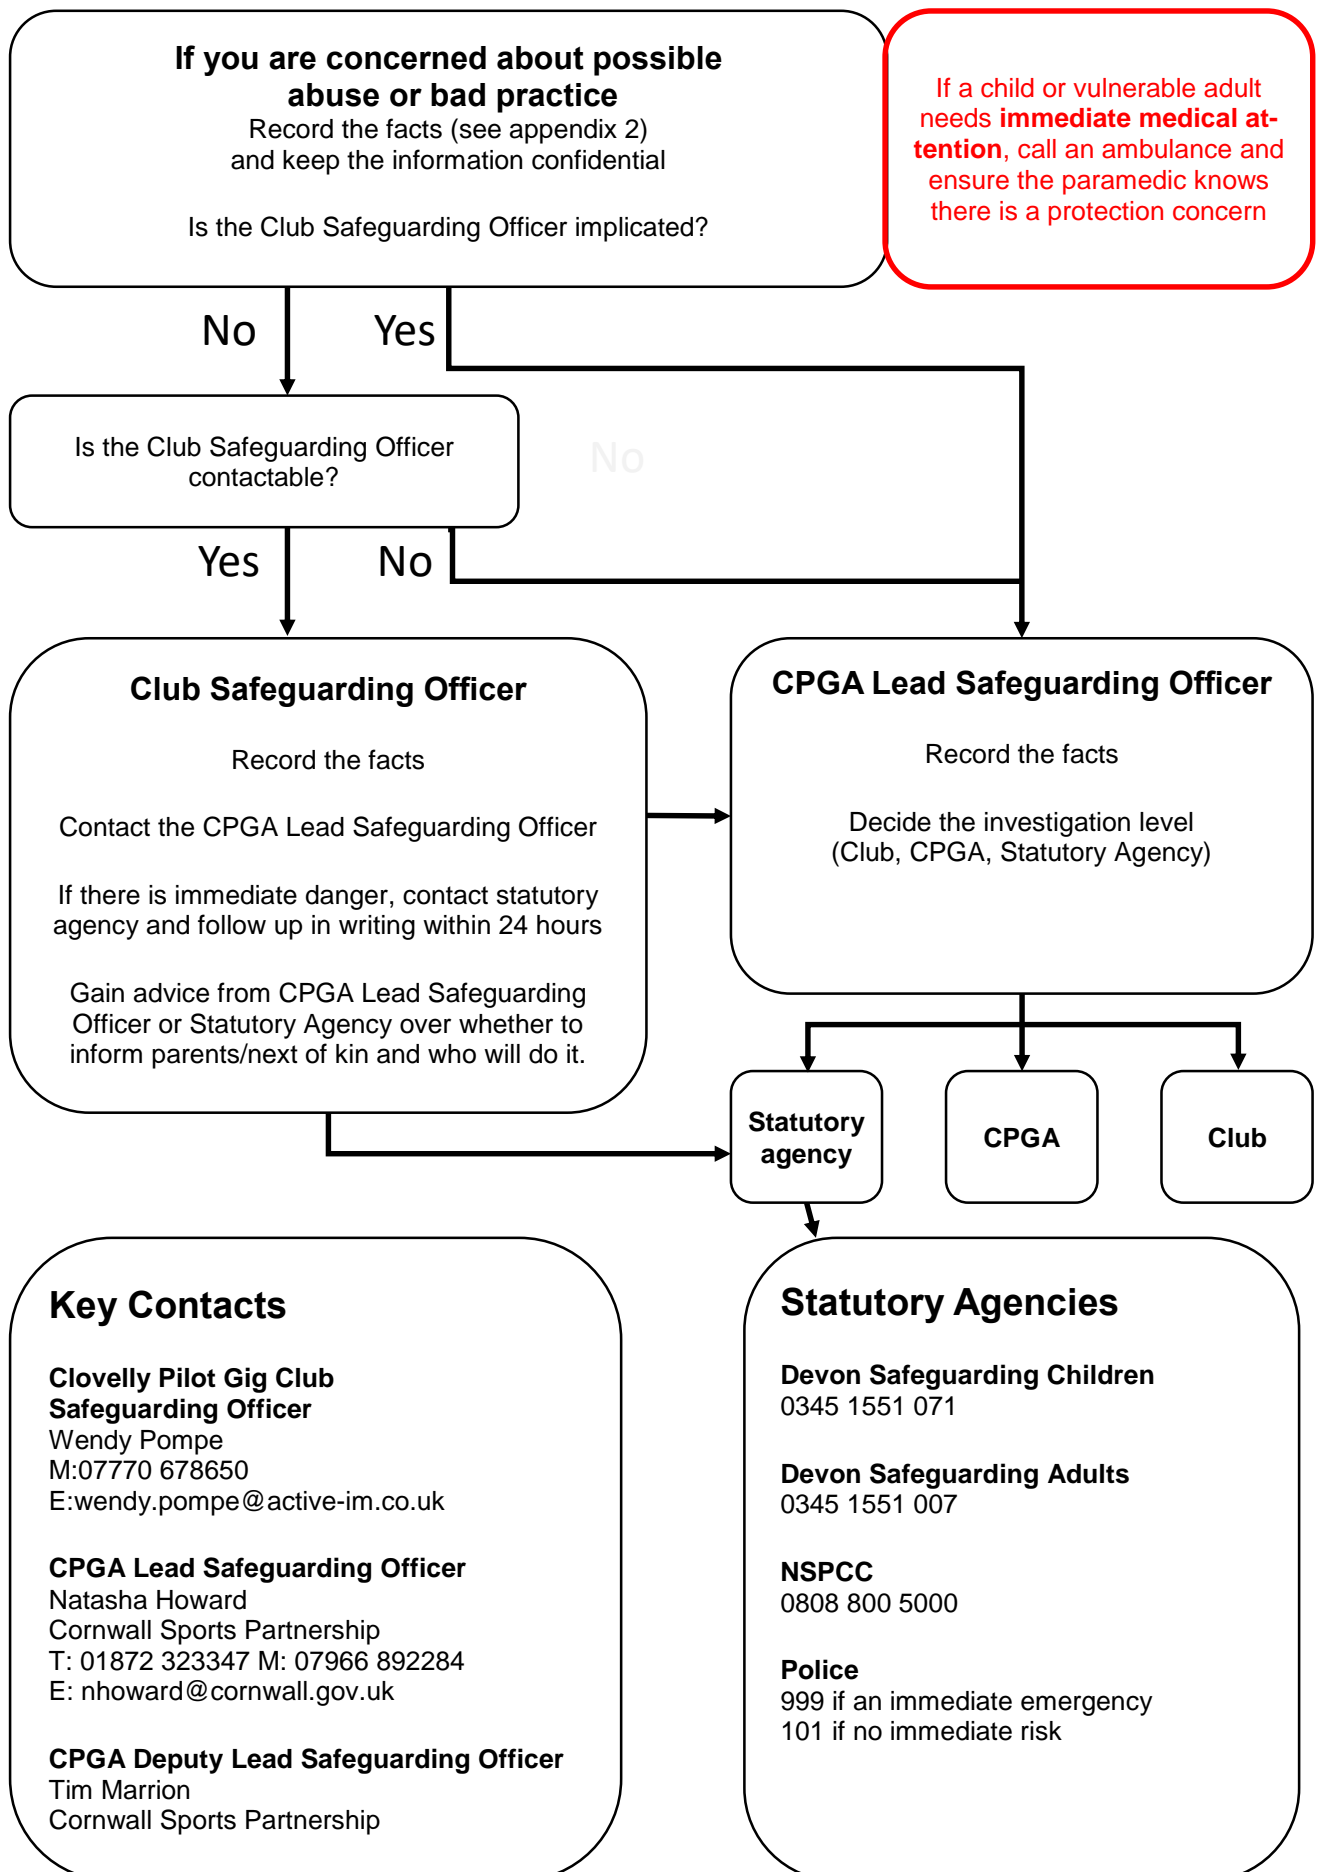 If you are concerned about possible
abuse or bad practice
Record the facts (see appendix 2)
and keep the information confidential
Is the Club Safeguarding Officer implicated?
If a child or vulnerable adult
needs immediate medical at-
tention, call an ambulance and
ensure the paramedic knows
there is a protection concern
No
Yes
Is the Club Safeguarding Officer
contactable?
No
Yes
No
Club Safeguarding Officer
Record the facts
Contact the CPGA Lead Safeguarding Officer
If there is immediate danger, contact statutory
agency and follow up in writing within 24 hours
Gain advice from CPGA Lead Safeguarding
Officer or Statutory Agency over whether to
inform parents/next of kin and who will do it.
CPGA Lead Safeguarding Officer
Record the facts
Decide the investigation level
(Club, CPGA, Statutory Agency)
Statutory
agency
CPGA
Club
Key Contacts
Clovelly Pilot Gig Club
Safeguarding Officer
Wendy Pompe
M:07770 678650
E:wendy.pompe@active-im.co.uk
CPGA Lead Safeguarding Officer
Natasha Howard
Cornwall Sports Partnership
T: 01872 323347 M: 07966 892284
E: nhoward@cornwall.gov.uk
CPGA Deputy Lead Safeguarding Officer
Tim Marrion
Cornwall Sports Partnership
Statutory Agencies
Devon Safeguarding Children
0345 1551 071
Devon Safeguarding Adults
0345 1551 007
NSPCC
0808 800 5000
Police
999 if an immediate emergency
101 if no immediate risk